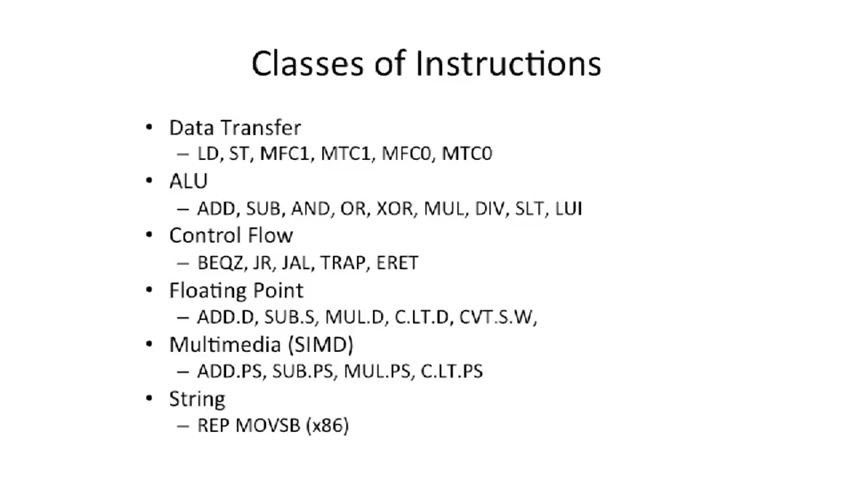 Classes of Instructions
• Data Transfer
– LD, ST, MFC1, MTC1, MFC0, MTC0
• ALU
– ADD, SUB, AND, OR, XOR, MUL, DIV, SLT, LUI
• Control Flow
– BEQZ, JR, JAL, TRAP, ERET
• Floating Point
– ADD.D, SUB.S, MUL.D, C.LT.D, CVT.S.W,
• Multimedia (SIMD)
– ADD.PS, SUB.PS, MUL.PS, C.LT.PS
• String
– REP MOVSB (x86)